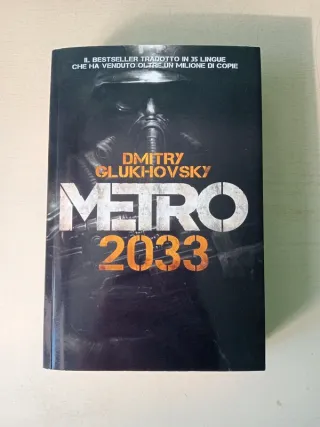 IL BESTSELLER TRADOTTO IN 35 LINGUE
CHE HA VENDUTO OLTRE UN MILIONE DI COPIE
DMITRY
GLUKHOVSKY
METRO
2033